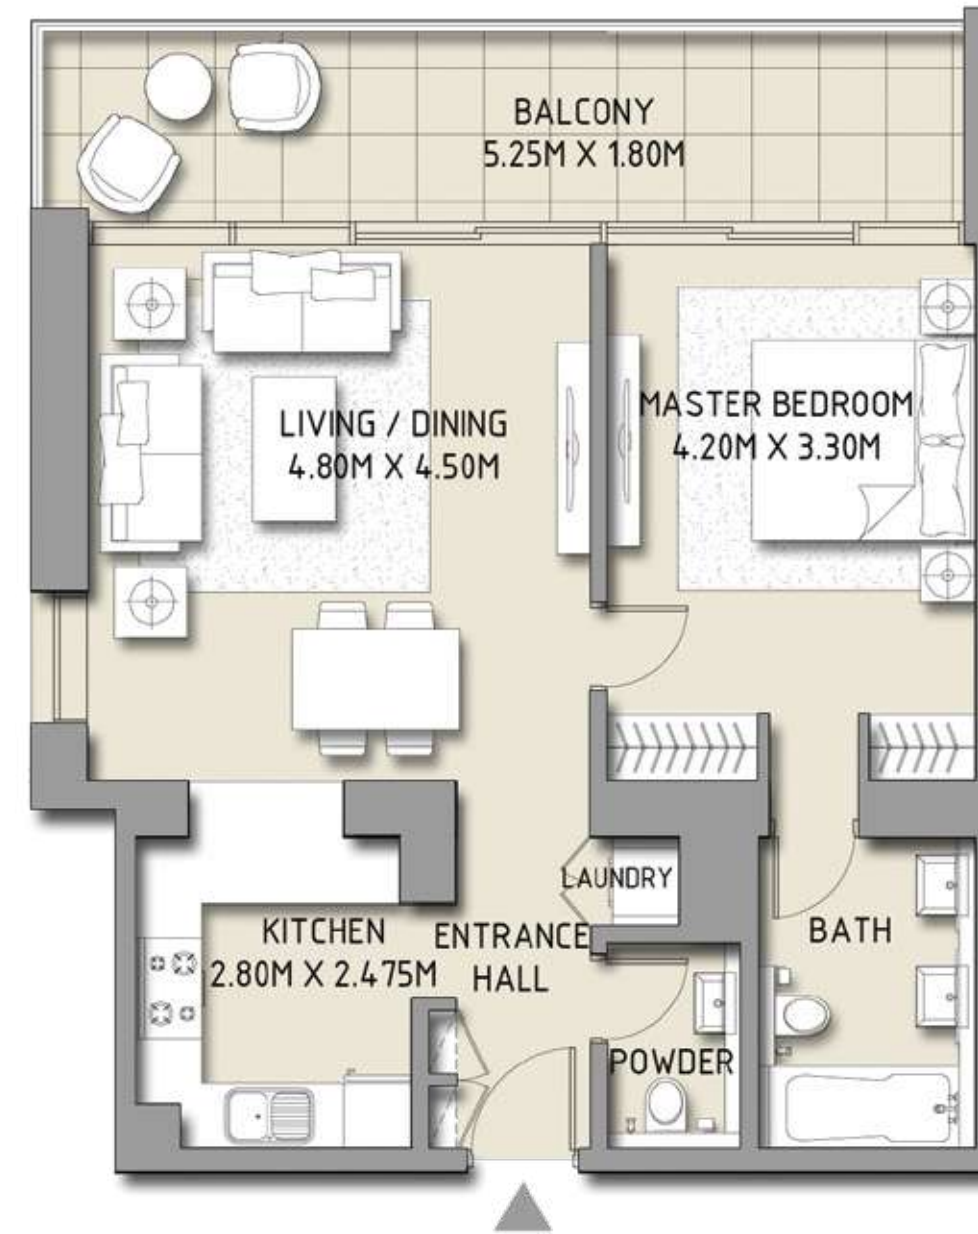 BALCONY
5.25M X 1.80M
LIVING / DINING
4.80M X 4.50M
MASTER BEDROOM
4.20M X 3.30M
LAUNDRY
KITCHEN
2.80M X 2.475M
ENTRANCE
HALL
BATH
POWDER